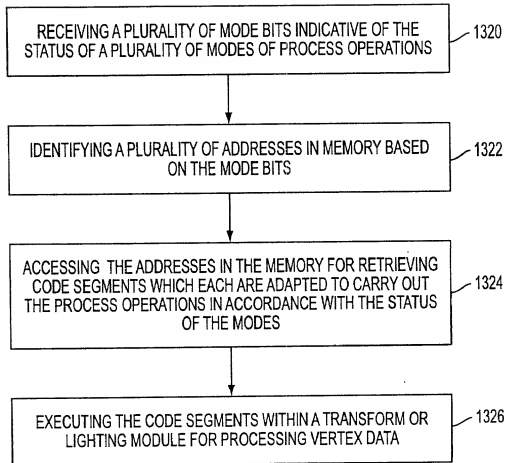 RECEIVING A PLURALITY OF MODE BITS INDICATIVE OF THE
STATUS OF A PLURALITY OF MODES OF PROCESS OPERATIONS
1320
IDENTIFYING A PLURALITY OF ADDRESSES IN MEMORY BASED
ON THE MODE BITS
1322
ACCESSING THE ADDRESSES IN THE MEMORY FOR RETRIEVING
CODE SEGMENTS WHICH EACH ARE ADAPTED TO CARRY OUT
THE PROCESS OPERATIONS IN ACCORDANCE WITH THE STATUS
OF THE MODES
1324
EXECUTING THE CODE SEGMENTS WITHIN A TRANSFORM OR
LIGHTING MODULE FOR PROCESSING VERTEX DATA
1326